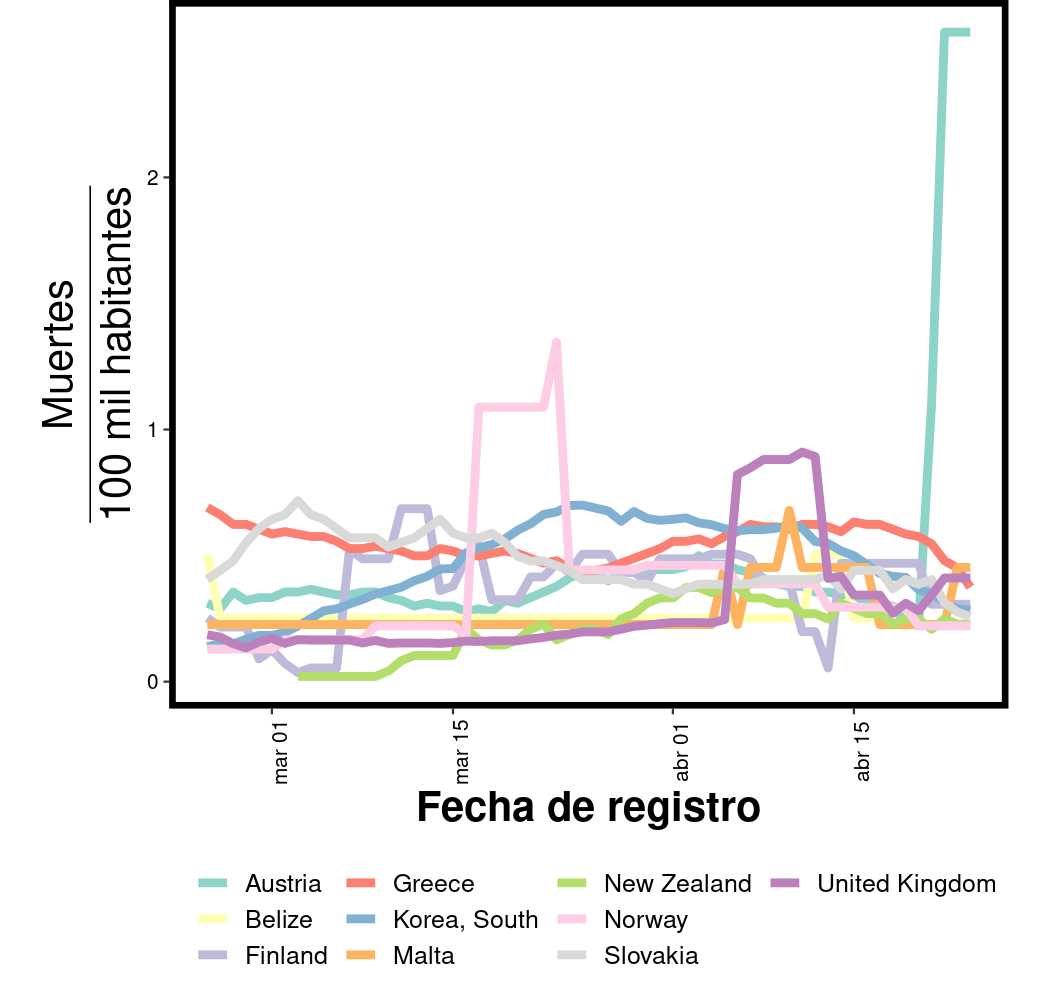 Muertes
100 mil habitantes
2
1
0
mar 01
mar 15
abr 01
abr 15
Fecha de registro
Austria Greece New Zealand United Kingdom
Belize Korea, South Norway
Finland Malta Slovakia